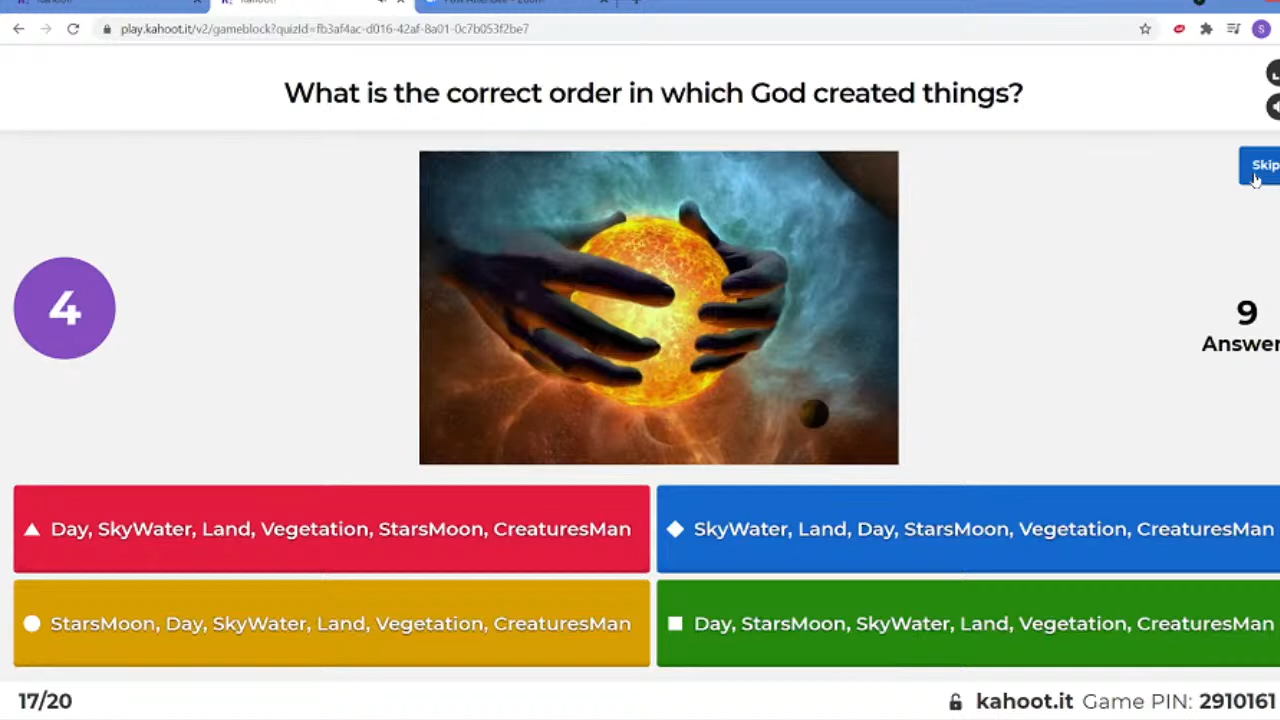 play.kahoot.it/v2/gameblock?quizId=fb3af4ac-d016-42af-8a01-0c7b053f2be7
S
What is the correct order in which God created things?
Skip
4
9
Answer
Day, SkyWater, Land, Vegetation, StarsMoon, CreaturesMan
SkyWater, Land, Day, StarsMoon, Vegetation, CreaturesMan
StarsMoon, Day, SkyWater, Land, Vegetation, CreaturesMan
Day, StarsMoon, SkyWater, Land, Vegetation, CreaturesMan
17/20
kahoot.it Game PIN: 2910161